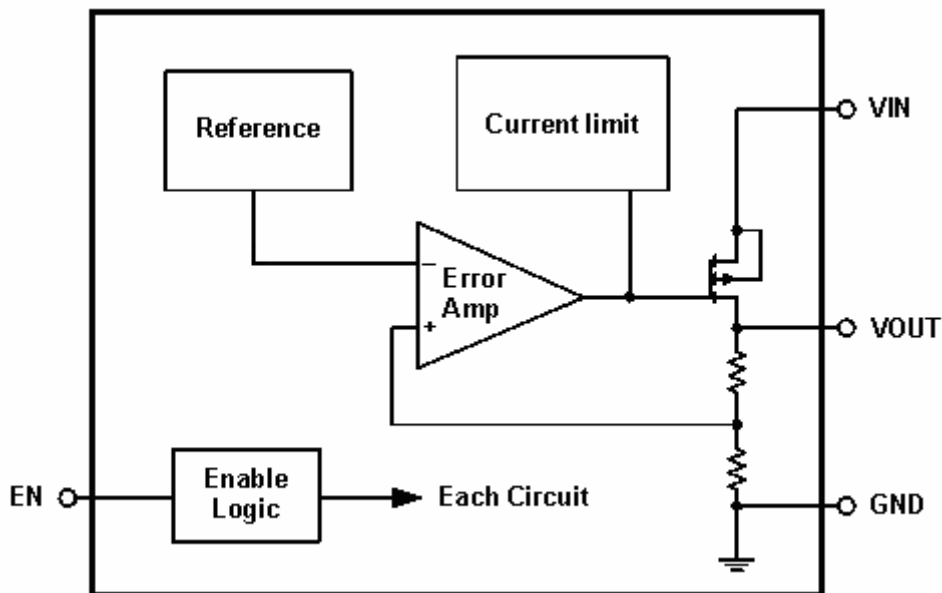 Reference
Current limit
VIN
−
Error
Amp
+
VOUT
EN
Enable
Logic
Each Circuit
GND